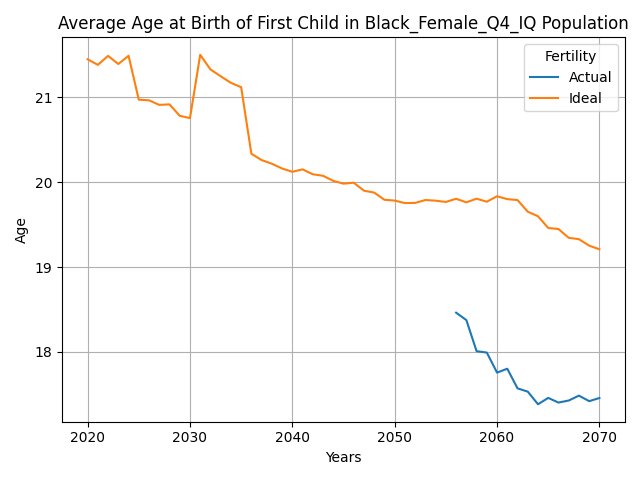 Average Age at Birth of First Child in Black_Female_Q4_IQ Population
Fertility
Actual
Ideal
21
20
19
18
Age
2020
2030
2040
2050
2060
2070
Years